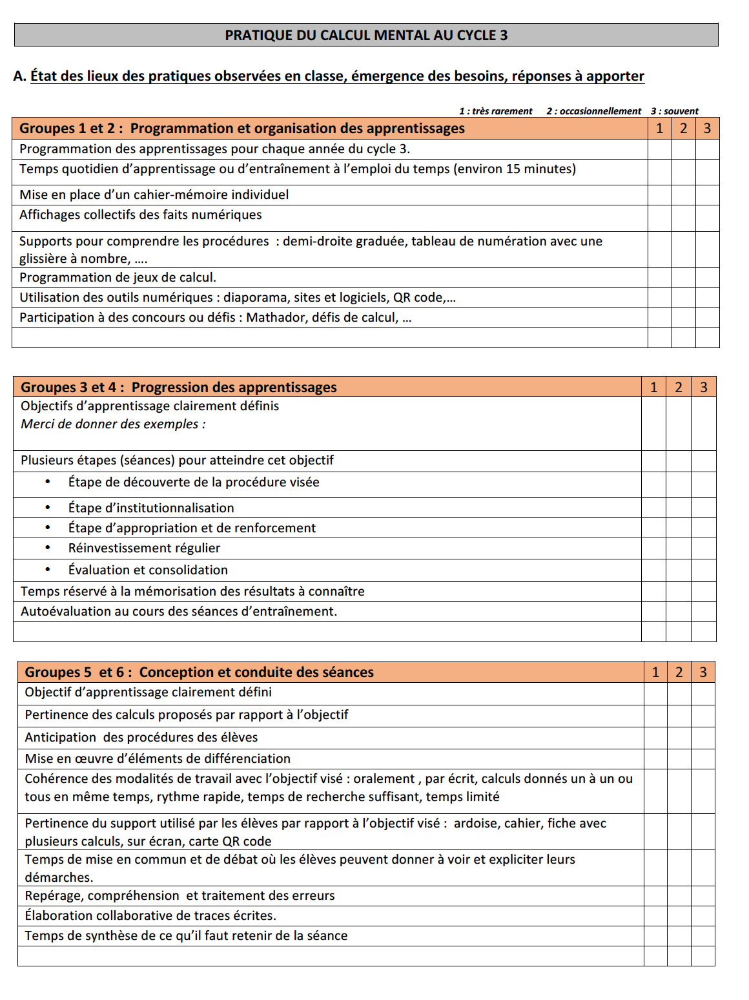 PRATIQUE DU CALCUL MENTAL AU CYCLE 3
A. État des lieux des pratiques observées en classe, émergence des besoins, réponses à apporter
1 : très rarement 2 : occasionnellement 3 : souvent
Groupes 1 et 2 : Programmation et organisation des apprentissages 1 2 3
Programmation des apprentissages pour chaque année du cycle 3.
Temps quotidien d’apprentissage ou d’entraînement à l’emploi du temps (environ 15 minutes)
Mise en place d’un cahier-mémoire individuel
Affichages collectifs des faits numériques
Supports pour comprendre les procédures : demi-droite graduée, tableau de numération avec une
glissière à nombre, ....
Programmation de jeux de calcul.
Utilisation des outils numériques : diaporama, sites et logiciels, QR code,...
Participation à des concours ou défis : Mathador, défis de calcul, ...
Groupes 3 et 4 : Progression des apprentissages 1 2 3
Objectifs d’apprentissage clairement définis
Merci de donner des exemples :
Plusieurs étapes (séances) pour atteindre cet objectif
• Étape de découverte de la procédure visée
• Étape d’institutionnalisation
• Étape d’appropriation et de renforcement
• Réinvestissement régulier
• Évaluation et consolidation
Temps réservé à la mémorisation des résultats à connaître
Autoévaluation au cours des séances d’entraînement.
Groupes 5 et 6 : Conception et conduite des séances 1 2 3
Objectif d’apprentissage clairement défini
Pertinence des calculs proposés par rapport à l’objectif
Anticipation des procédures des élèves
Mise en œuvre d’éléments de différenciation
Cohérence des modalités de travail avec l’objectif visé : oralement , par écrit, calculs donnés un à un ou
tous en même temps, rythme rapide, temps de recherche suffisant, temps limité
Pertinence du support utilisé par les élèves par rapport à l’objectif visé : ardoise, cahier, fiche avec
plusieurs calculs, sur écran, carte QR code
Temps de mise en commun et de débat où les élèves peuvent donner à voir et expliciter leurs
démarches.
Repérage, compréhension et traitement des erreurs
Élaboration collaborative de traces écrites.
Temps de synthèse de ce qu’il faut retenir de la séance